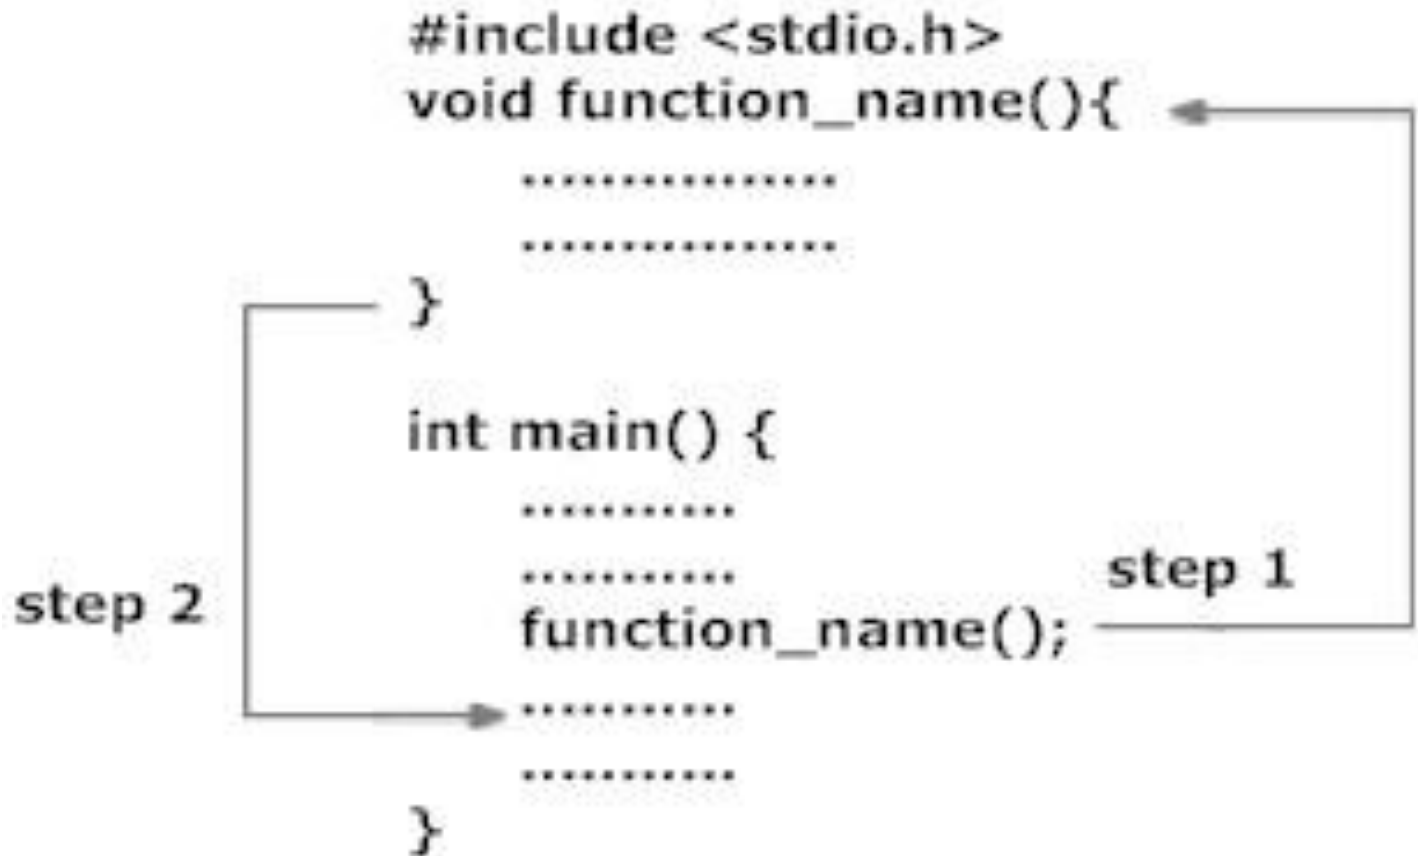 #include <stdio.h>
void function_name(){
................
................
}
int main() {
...........
...........
step 1
step 2
function_name();
...........
...........
}